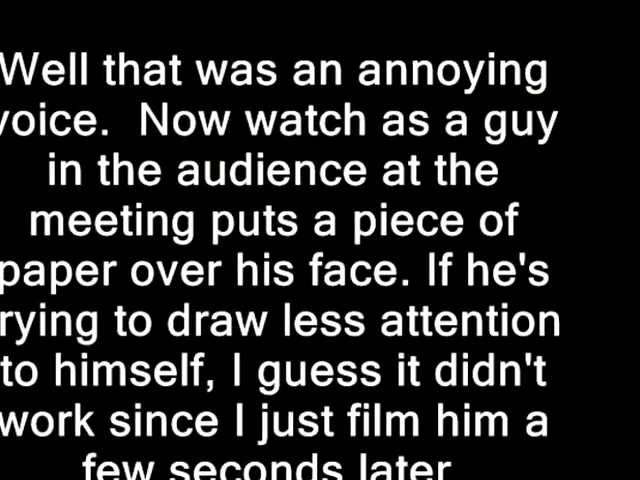 Well that was an annoying
voice.  Now watch as a guy
in the audience at the
meeting puts a piece of
paper over his face. If he's
rying to draw less attention
to himself, I guess it didn't
work since I just film him a
few seconds later